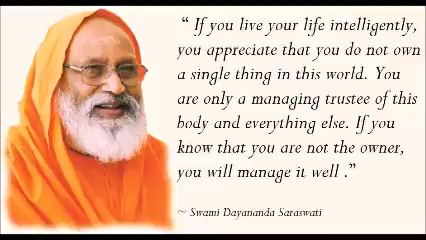 “ If you live your life intelligently,
you appreciate that you do not own
a single thing in this world. You
are only a managing trustee of this
body and everything else. If you
know that you are not the owner,
you will manage it well .”
~ Swami Dayananda Saraswati